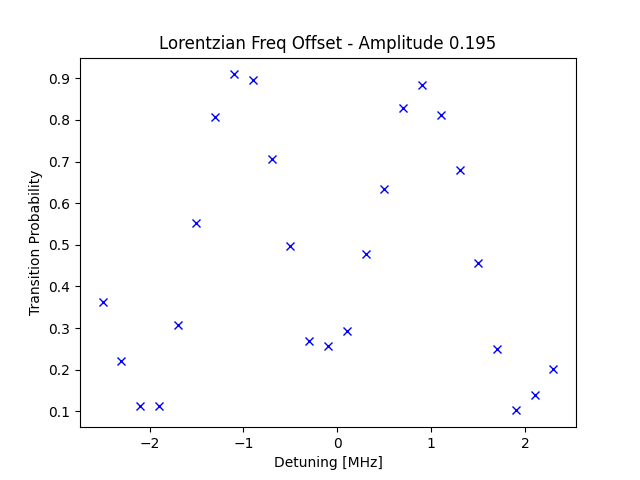 Lorentzian Freq Offset - Amplitude 0.195
0.9
0.8
0.7
0.6
0.5
0.4
0.3
0.2
0.1
Transition Probability
−2 −1 0 1 2
Detuning [MHz]